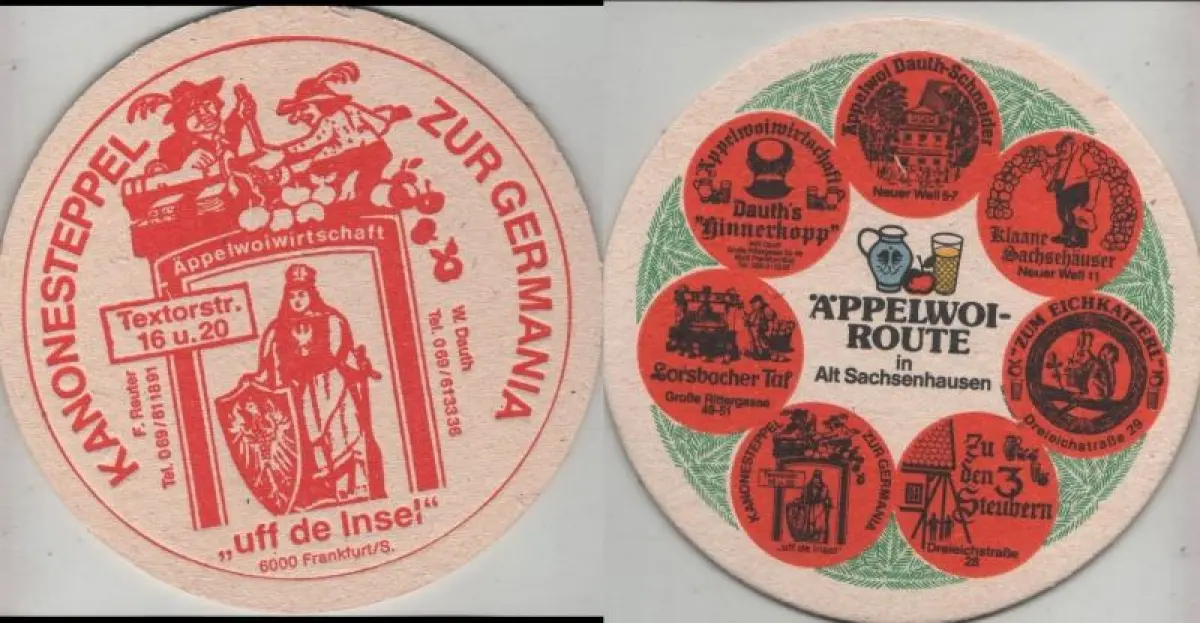 KANONESTEPPEL
ZUR GERMANIA
Äppelwoiwirtschaft
Textorstr.
16 u. 20
F. Reuter
Tel. 069/611891
W. Dauth
Tel. 069/613336
„uff de Insel“
6000 Frankfurt/S.
Äppelwoi Dauth-Schneider
Neuer Wall 5-7
Klaane
Sachsehäuser
Neuer Wall 11
"ZUM EICHKATZERL"
Dreieichstraße 29
Zu
den 3
Steubern
Dreieichstraße
28
KANONESTEPPEL
ZUR GERMANIA
„uff de Insel“
Lorsbacher Tal
Große Rittergasse
49-51
Äppelwoiwirtschaft
Dauth's
"Hinnerkopp"
ÄPPELWOI-
ROUTE
in
Alt Sachsenhausen